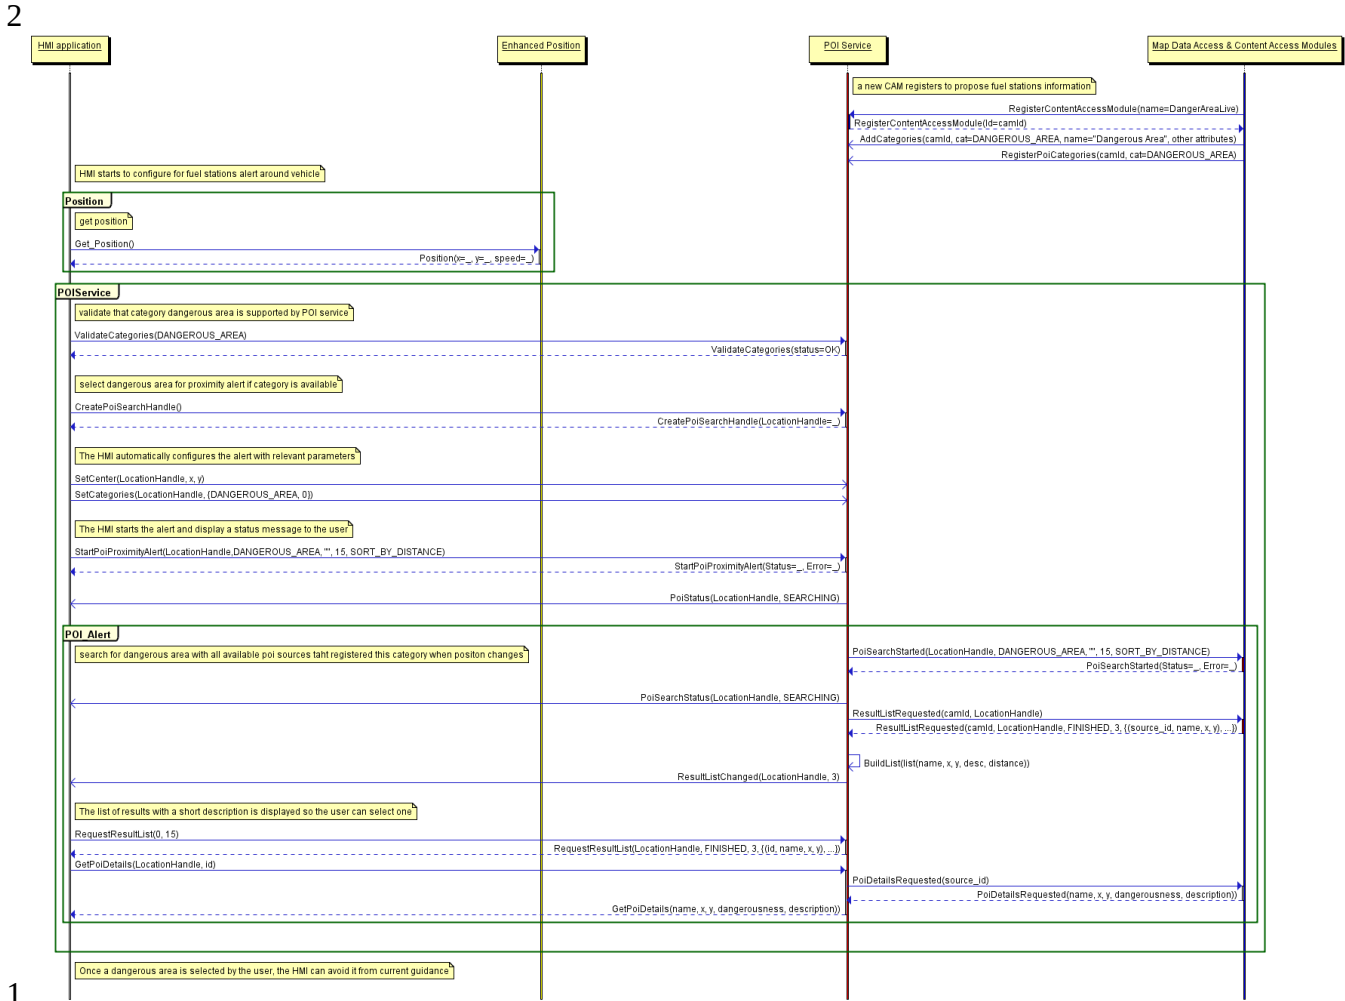 2
HMI application
Enhanced Position
POI Service
Map Data Access & Content Access Modules
a new CAM registers to propose fuel stations information
RegisterContentAccessModule(name=DangerAreaLive)
RegisterContentAccessModule(Id=camId)
AddCategories(camId, cat=DANGEROUS_AREA, name="Dangerous Area", other attributes)
RegisterPoiCategories(camId, cat=DANGEROUS_AREA)
HMI starts to configure for fuel stations alert around vehicle
Position
get position
Get_Position()
Position(x=_, y=_, speed=_)
POIService
validate that category dangerous area is supported by POI service
ValidateCategories(DANGEROUS_AREA)
ValidateCategories(status=OK)
select dangerous area for proximity alert if category is available
CreatePoiSearchHandle()
CreatePoiSearchHandle(LocationHandle=_)
The HMI automatically configures the alert with relevant parameters
SetCenter(LocationHandle, x, y)
SetCategories(LocationHandle, {DANGEROUS_AREA, 0})
The HMI starts the alert and display a status message to the user
StartPoiProximityAlert(LocationHandle,DANGEROUS_AREA, "", 15, SORT_BY_DISTANCE)
StartPoiProximityAlert(Status=_, Error=_)
PoiStatus(LocationHandle, SEARCHING)
POI_Alert
search for dangerous area with all available poi sources taht registered this category when positon changes
PoiSearchStarted(LocationHandle, DANGEROUS_AREA, "", 15, SORT_BY_DISTANCE)
PoiSearchStarted(Status=_, Error=_)
PoiSearchStatus(LocationHandle, SEARCHING)
ResultListRequested(camId, LocationHandle)
ResultListRequested(camId, LocationHandle, FINISHED, 3, {(source_id, name, x, y), ...})
BuildList(list(name, x, y, desc, distance))
ResultListChanged(LocationHandle, 3)
The list of results with a short description is displayed so the user can select one
RequestResultList(0, 15)
RequestResultList(LocationHandle, FINISHED, 3, {(id, name, x, y), ...})
GetPoiDetails(LocationHandle, id)
PoiDetailsRequested(source_id)
PoiDetailsRequested(name, x, y, dangerousness, description))
GetPoiDetails(name, x, y, dangerousness, description))
Once a dangerous area is selected by the user, the HMI can avoid it from current guidance
1